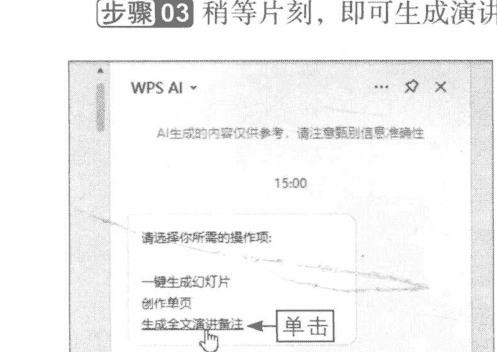 步骤 03 稍等片刻，即可生成演讲
WPS AI
AI生成的内容仅供参考，请注意甄别信息准确性
15:00
请选择你所需的操作项:
一键生成幻灯片
创作单页
生成全文演讲备注 单击